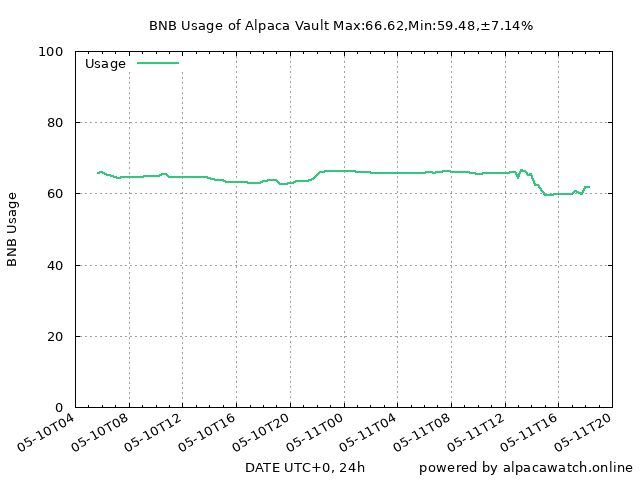 BNB Usage of Alpaca Vault Max:66.62,Min:59.48,±7.14%
100
Usage
80
60
BNB Usage
40
20
0
05-10T04
05-10T08
05-10T12
05-10T16
05-10T20
05-11T00
05-11T04
05-11T08
05-11T12
05-11T16
05-11T20
DATE UTC+0, 24h
powered by alpacawatch.online